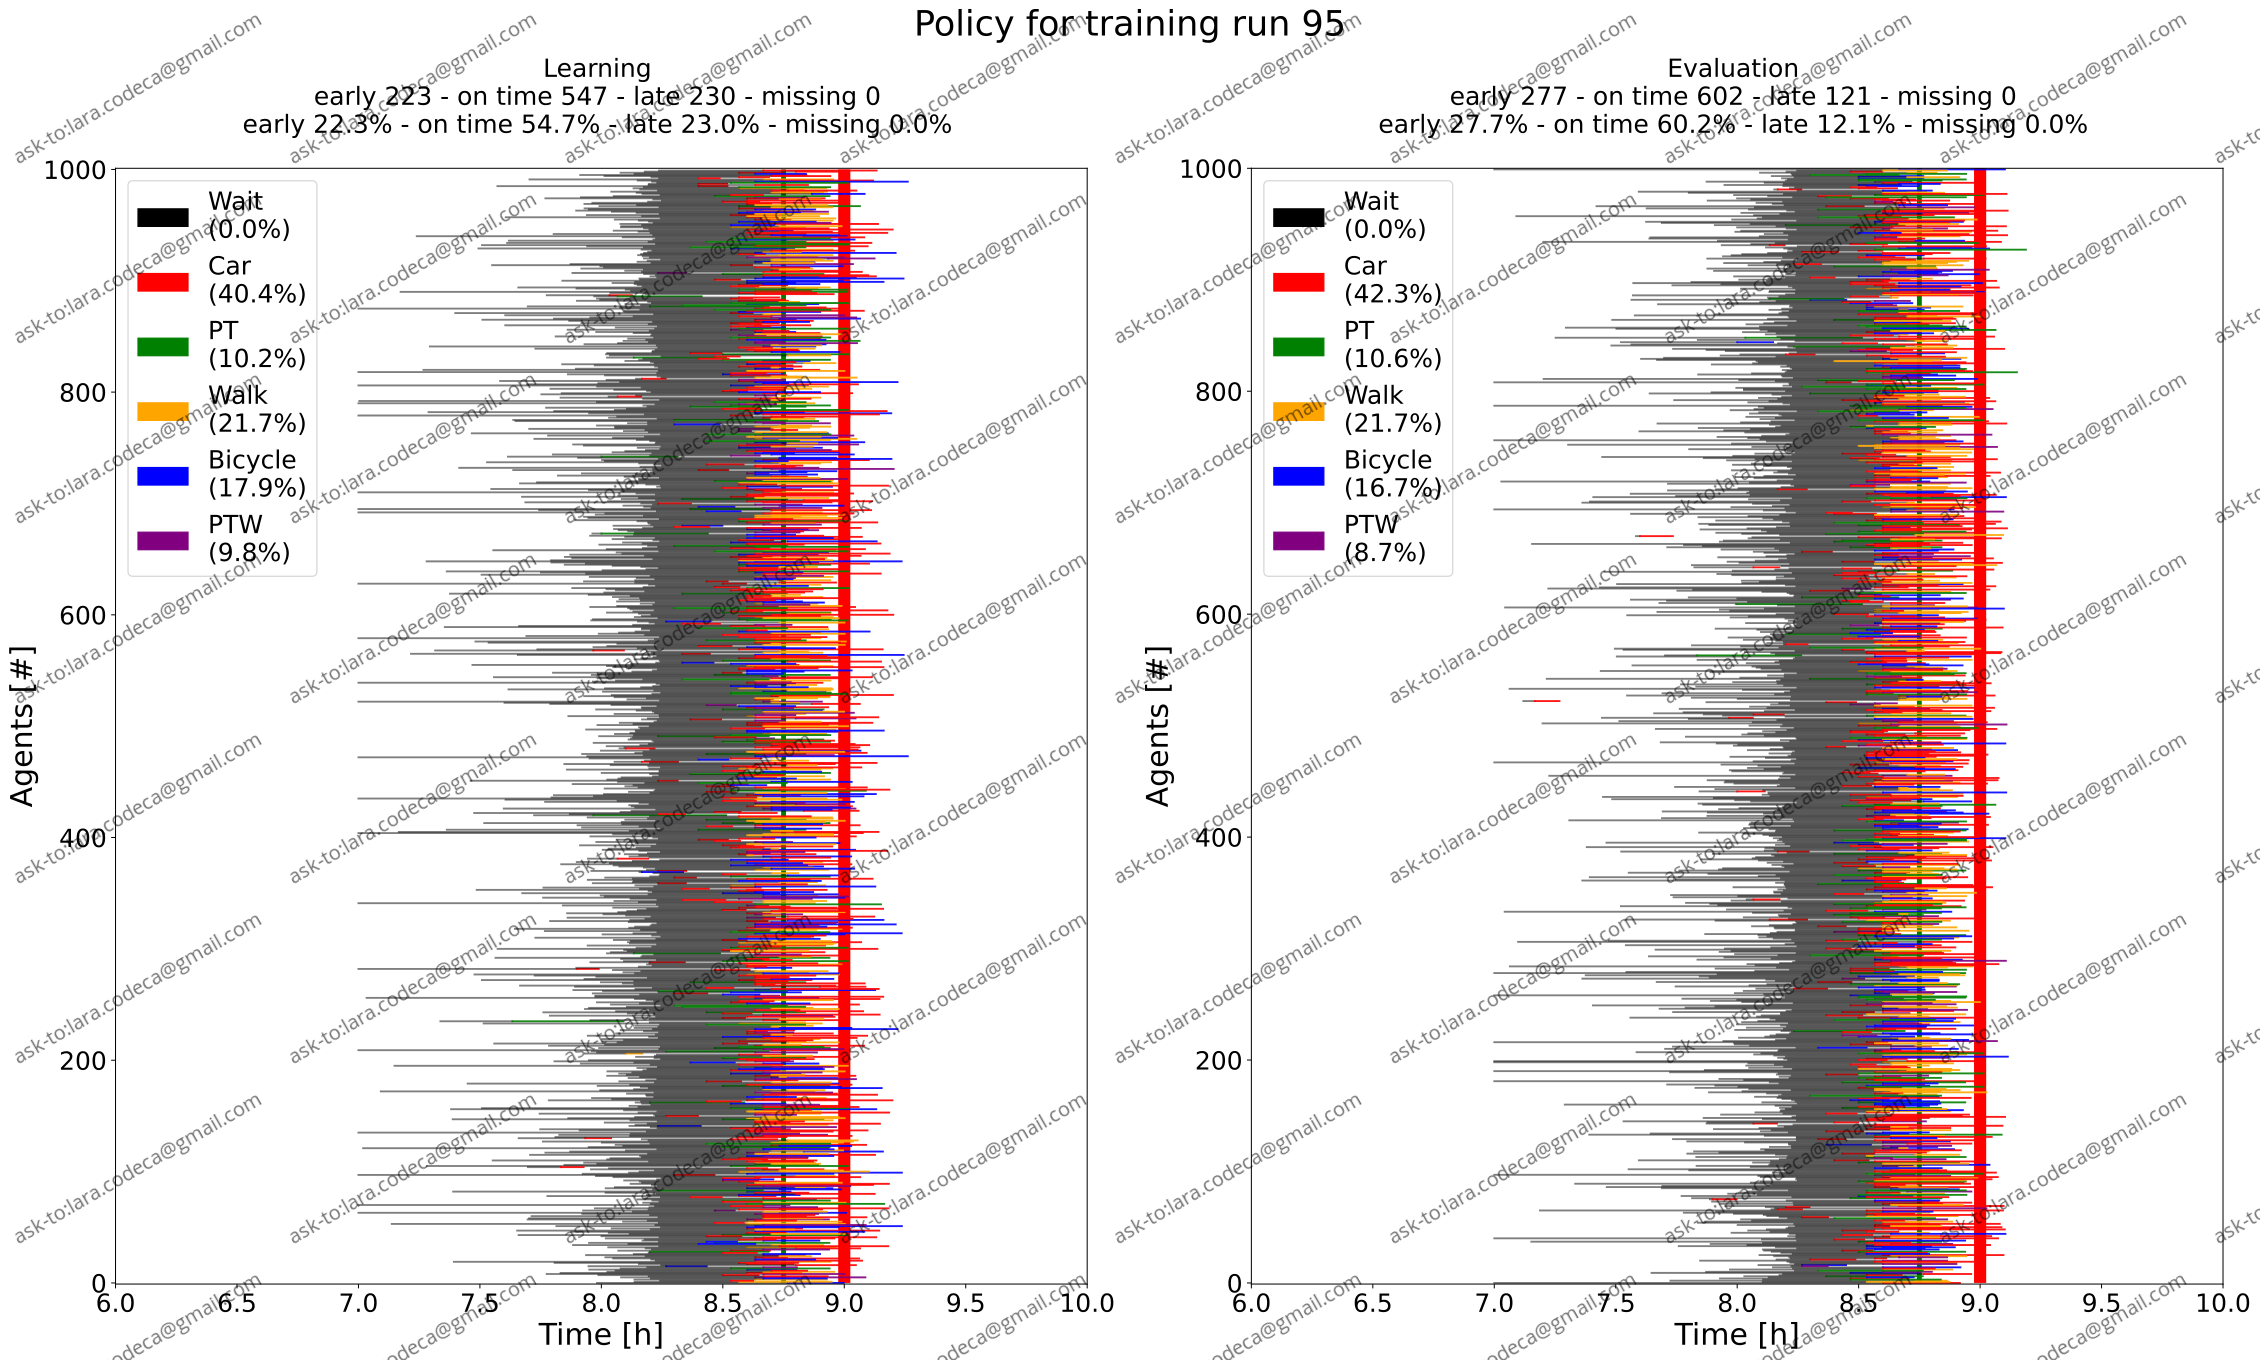 Policy for training run 95
Learning
early 223 - on time 547 - late 230 - missing 0
early 22.3% - on time 54.7% - late 23.0% - missing 0.0%
1000
800
600
400
200
0
Agents [#]
Wait
(0.0%)
Car
(40.4%)
PT
(10.2%)
Walk
(21.7%)
Bicycle
(17.9%)
PTW
(9.8%)
6.0 6.5 7.0 7.5 8.0 8.5 9.0 9.5 10.0
Time [h]
Evaluation
early 277 - on time 602 - late 121 - missing 0
early 27.7% - on time 60.2% - late 12.1% - missing 0.0%
1000
800
600
400
200
0
Agents [#]
Wait
(0.0%)
Car
(42.3%)
PT
(10.6%)
Walk
(21.7%)
Bicycle
(16.7%)
PTW
(8.7%)
6.0 6.5 7.0 7.5 8.0 8.5 9.0 9.5 10.0
Time [h]
ask-to:lara.codeca@gmail.com